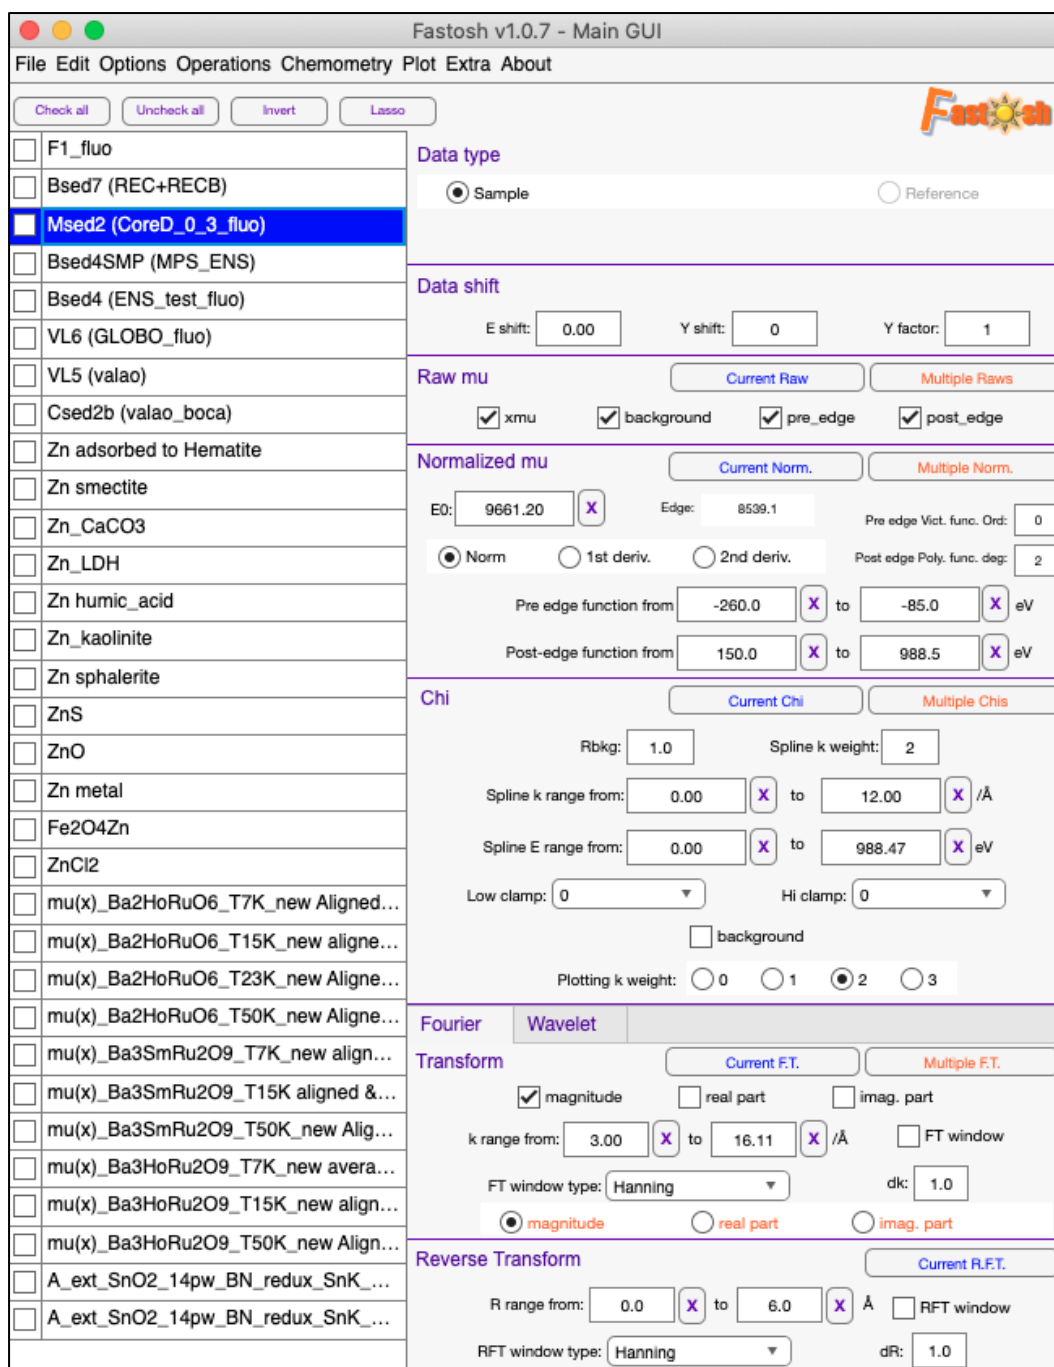 Fastosh v1.0.7 - Main GUI
File Edit Options Operations Chemometry Plot Extra About
Check all Uncheck all Invert Lasso
Fastosh
F1_fluo
Bsed7 (REC+RECB)
Msed2 (CoreD_0_3_fluo)
Bsed4SMP (MPS_ENS)
Bsed4 (ENS_test_fluo)
VL6 (GLOBO_fluo)
VL5 (valao)
Csed2b (valao_boca)
Zn adsorbed to Hematite
Zn smectite
Zn_CaCO3
Zn_LDH
Zn humic_acid
Zn_kaolinite
Zn sphalerite
ZnS
ZnO
Zn metal
Fe2O4Zn
ZnCl2
mu(x)_Ba2HoRuO6_T7K_new Aligned...
mu(x)_Ba2HoRuO6_T15K_new aligne...
mu(x)_Ba2HoRuO6_T23K_new Aligne...
mu(x)_Ba2HoRuO6_T50K_new Aligne...
mu(x)_Ba3SmRu2O9_T7K_new align...
mu(x)_Ba3SmRu2O9_T15K aligned &...
mu(x)_Ba3SmRu2O9_T50K_new Alig...
mu(x)_Ba3HoRu2O9_T7K_new avera...
mu(x)_Ba3HoRu2O9_T15K_new align...
mu(x)_Ba3HoRu2O9_T50K_new Align...
A_ext_SnO2_14pw_BN_redux_SnK_...
A_ext_SnO2_14pw_BN_redux_SnK_...
Data type
Sample Reference
Data shift
E shift: 0.00 Y shift: 0 Y factor: 1
Raw mu Current Raw Multiple Raws
xmu background pre_edge post_edge
Normalized mu Current Norm. Multiple Norm.
E0: 9661.20 X Edge: 8539.1 Pre edge Vict. func. Ord: 0
Norm 1st deriv. 2nd deriv. Post edge Poly. func. deg: 2
Pre edge function from -260.0 X to -85.0 X eV
Post-edge function from 150.0 X to 988.5 X eV
Chi Current Chi Multiple Chis
Rbkg: 1.0 Spline k weight: 2
Spline k range from: 0.00 X to 12.00 X /Å
Spline E range from: 0.00 X to 988.47 X eV
Low clamp: 0 Hi clamp: 0
background
Plotting k weight: 0 1 2 3
Fourier Wavelet
Transform Current F.T. Multiple F.T.
magnitude real part imag. part
k range from: 3.00 X to 16.11 X /Å FT window
FT window type: Hanning dk: 1.0
magnitude real part imag. part
Reverse Transform Current R.F.T.
R range from: 0.0 X to 6.0 X Å RFT window
RFT window type: Hanning dR: 1.0